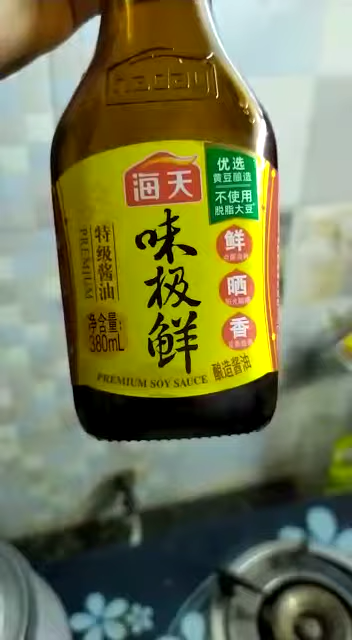 haday
海天
优选
黄豆酿造
不使用
脱脂大豆
特级酱油
PREMIUM
味极鲜
鲜
晒
香
净含量:
380mL
PREMIUM SOY SAUCE
酿造酱油